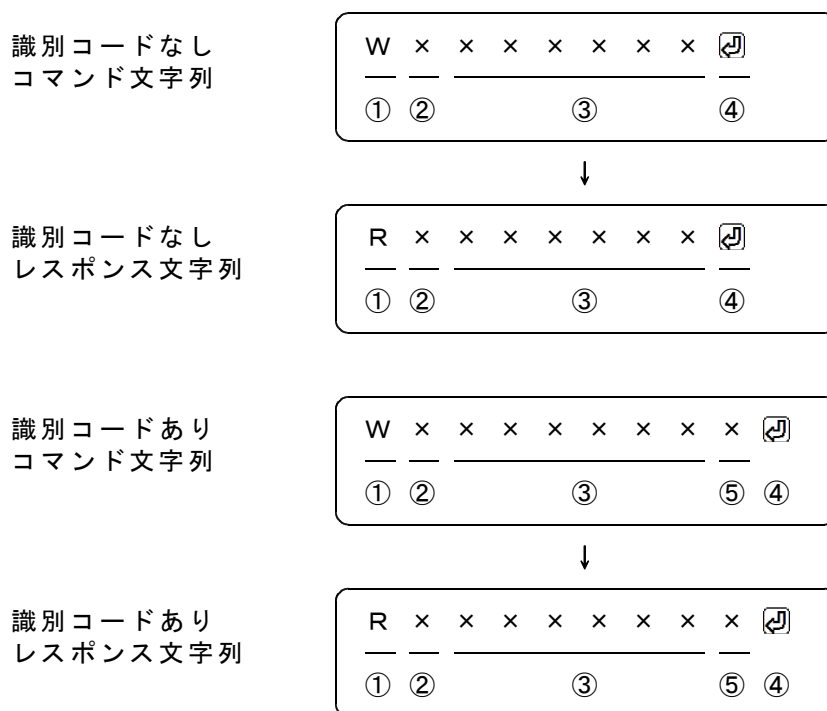 識別コードなし
コマンド文字列
W × × × × × × × ⏎
① ② ③ ④
↓
識別コードなし
レスポンス文字列
R × × × × × × × ⏎
① ② ③ ④
識別コードあり
コマンド文字列
W × × × × × × × × ⏎
① ② ③ ⑤ ④
↓
識別コードあり
レスポンス文字列
R × × × × × × × × ⏎
① ② ③ ⑤ ④